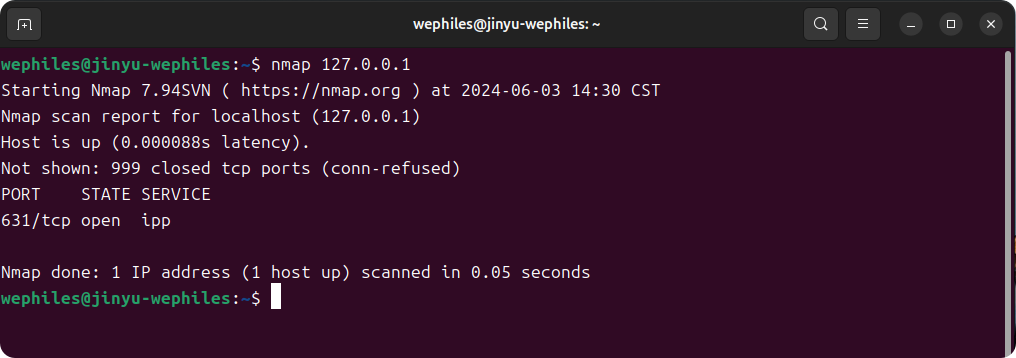 wephiles@jinyu-wephiles: ~
wephiles@jinyu-wephiles:~$ nmap 127.0.0.1
Starting Nmap 7.94SVN ( https://nmap.org ) at 2024-06-03 14:30 CST
Nmap scan report for localhost (127.0.0.1)
Host is up (0.000088s latency).
Not shown: 999 closed tcp ports (conn-refused)
PORT    STATE SERVICE
631/tcp open  ipp
Nmap done: 1 IP address (1 host up) scanned in 0.05 seconds
wephiles@jinyu-wephiles:~$